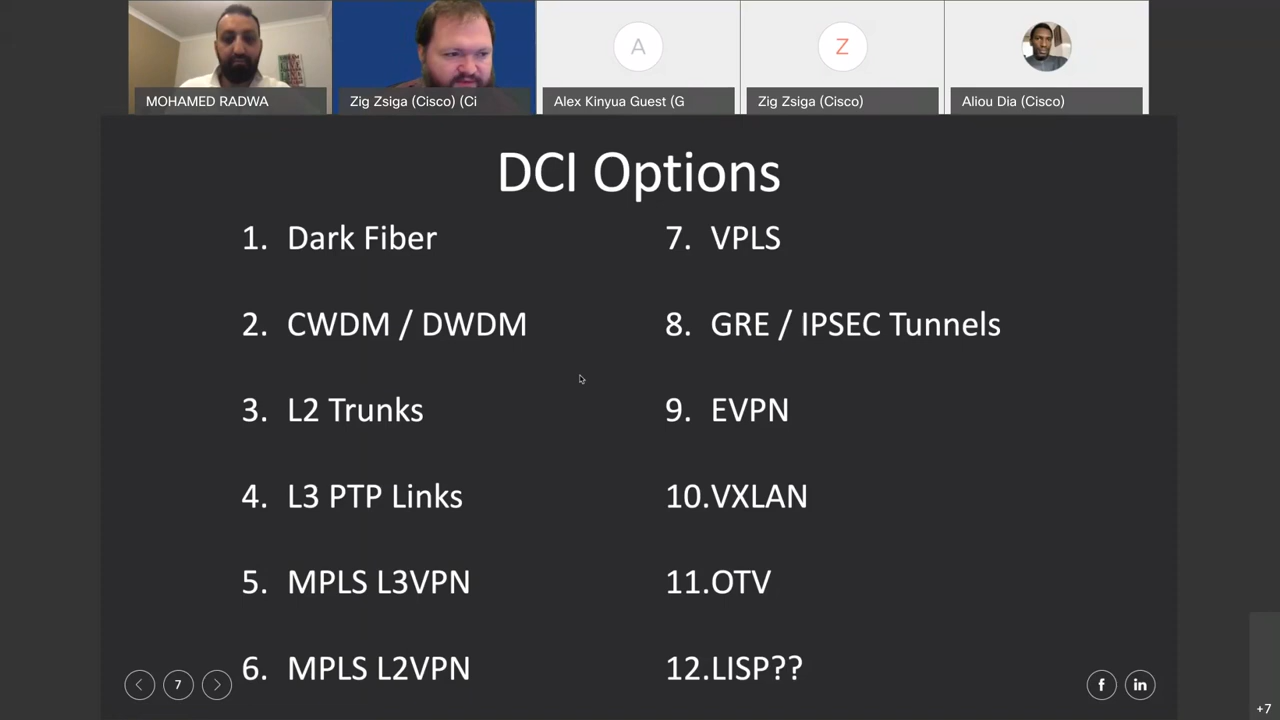 MOHAMED RADWA
Zig Zsiga (Cisco) (Ci
A
Alex Kinyua Guest (G
Z
Zig Zsiga (Cisco)
Aliou Dia (Cisco)
DCI Options
1. Dark Fiber
2. CWDM / DWDM
3. L2 Trunks
4. L3 PTP Links
5. MPLS L3VPN
6. MPLS L2VPN
7. VPLS
8. GRE / IPSEC Tunnels
9. EVPN
10.VXLAN
11.OTV
12.LISP??
7
f
in
+7